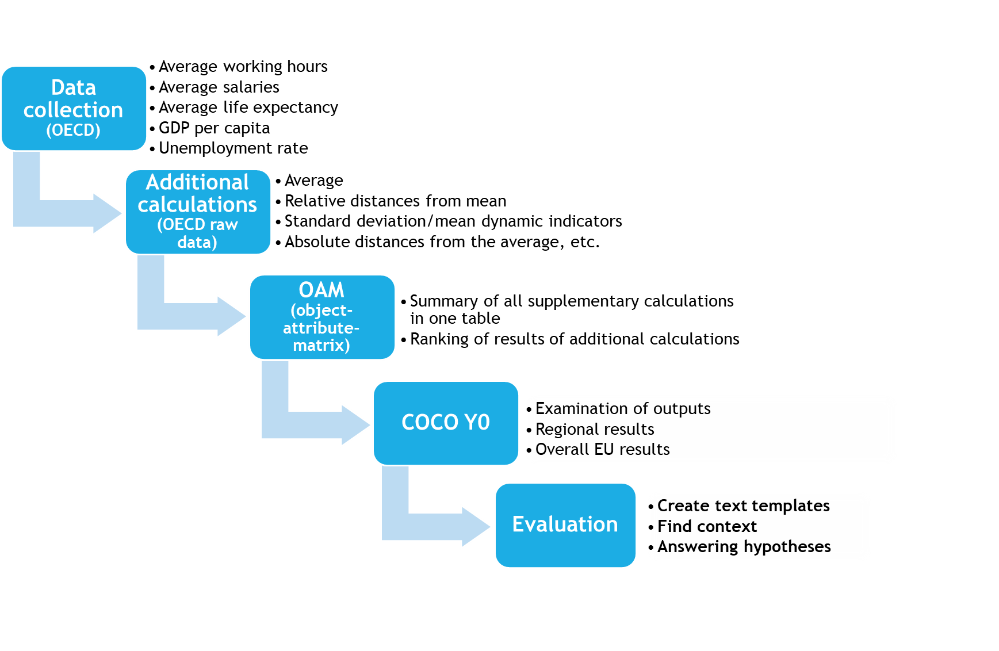 Data
collection
(OECD)
• Average working hours
• Average salaries
• Average life expectancy
• GDP per capita
• Unemployment rate
Additional
calculations
(OECD raw
data)
• Average
• Relative distances from mean
• Standard deviation/mean dynamic indicators
• Absolute distances from the average, etc.
OAM
(object-
attribute-
matrix)
• Summary of all supplementary calculations
in one table
• Ranking of results of additional calculations
COCO Y0
• Examination of outputs
• Regional results
• Overall EU results
Evaluation
• Create text templates
• Find context
• Answering hypotheses